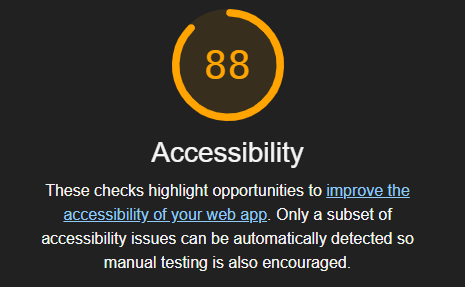 88
Accessibility
These checks highlight opportunities to improve the
accessibility of your web app. Only a subset of
accessibility issues can be automatically detected so
manual testing is also encouraged.